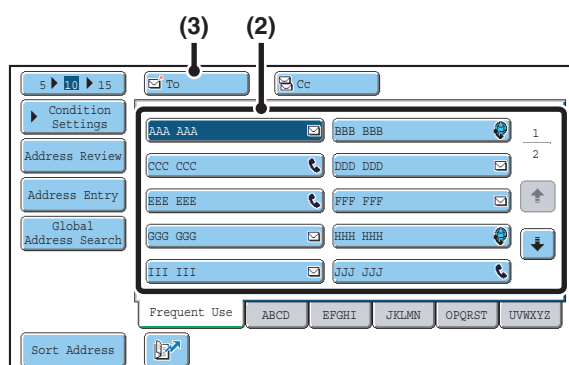 (3) (2)
5 10 15
To
Cc
Condition
Settings
Address Review
Address Entry
Global
Address Search
Sort Address
AAA AAA
BBB BBB
CCC CCC
DDD DDD
EEE EEE
FFF FFF
GGG GGG
HHH HHH
III III
JJJ JJJ
1
2
Frequent Use
ABCD
EFGHI
JKLMN
OPQRST
UVWXYZ